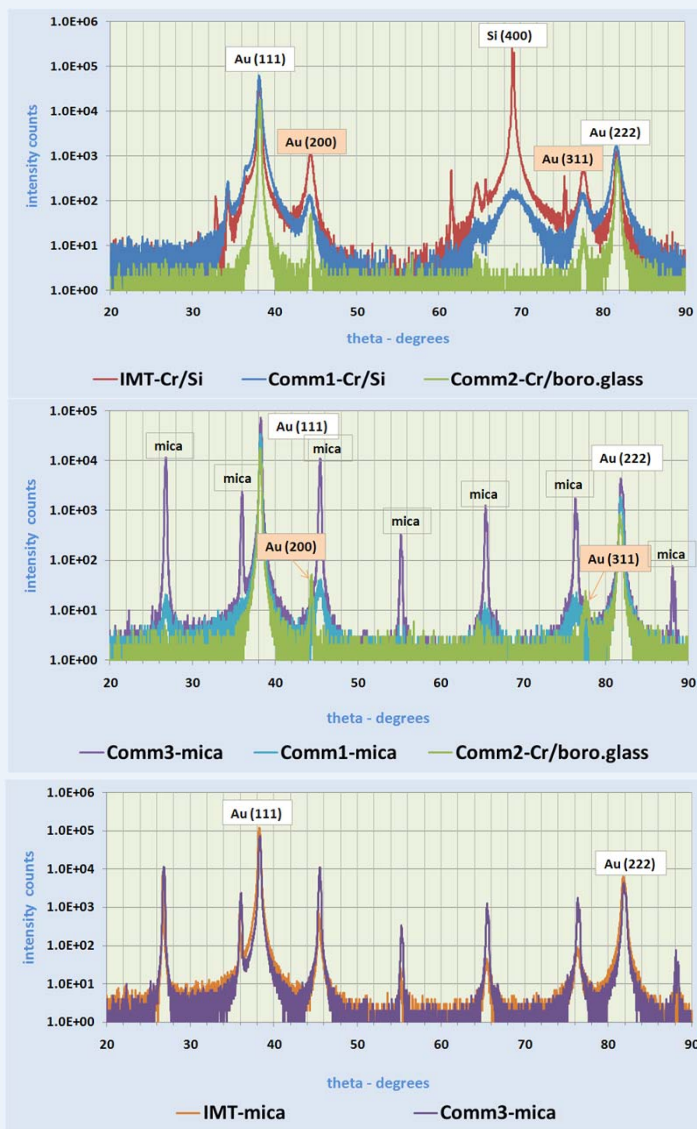 1.0E+06
1.0E+05
1.0E+04
1.0E+03
1.0E+02
1.0E+01
1.0E+00
intensity counts
Si (400)
Au (111)
Au (200)
Au (222)
Au (311)
20 30 40 50 60 70 80 90
theta - degrees
IMT-Cr/Si Comm1-Cr/Si Comm2-Cr/boro.glass
1.0E+05
1.0E+04
1.0E+03
1.0E+02
1.0E+01
1.0E+00
intensity counts
Au (111)
mica mica
Au (222)
mica mica mica
mica
Au (200)
Au (311)
mica
20 30 40 50 60 70 80 90
theta - degrees
Comm3-mica Comm1-mica Comm2-Cr/boro.glass
1.0E+06
1.0E+05
1.0E+04
1.0E+03
1.0E+02
1.0E+01
1.0E+00
intensity counts
Au (111)
Au (222)
20 30 40 50 60 70 80 90
theta - degrees
IMT-mica Comm3-mica